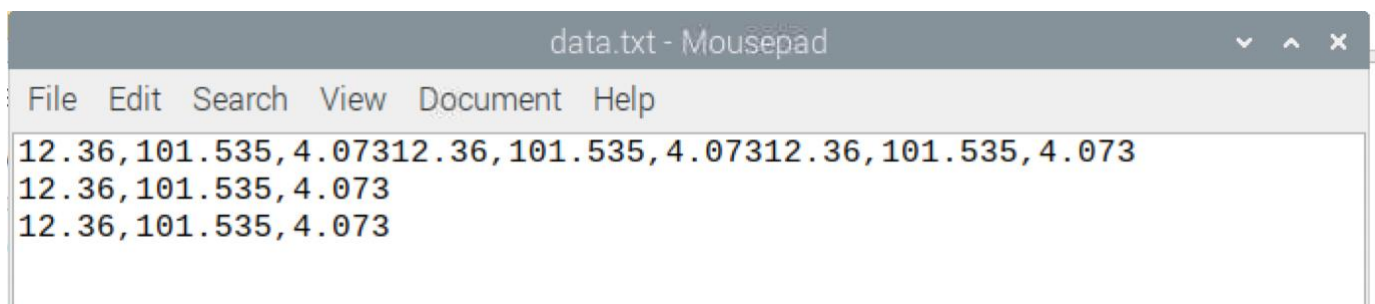 data.txt - Mousepad
File Edit Search View Document Help
12.36,101.535,4.07312.36,101.535,4.07312.36,101.535,4.073
12.36,101.535,4.073
12.36,101.535,4.073